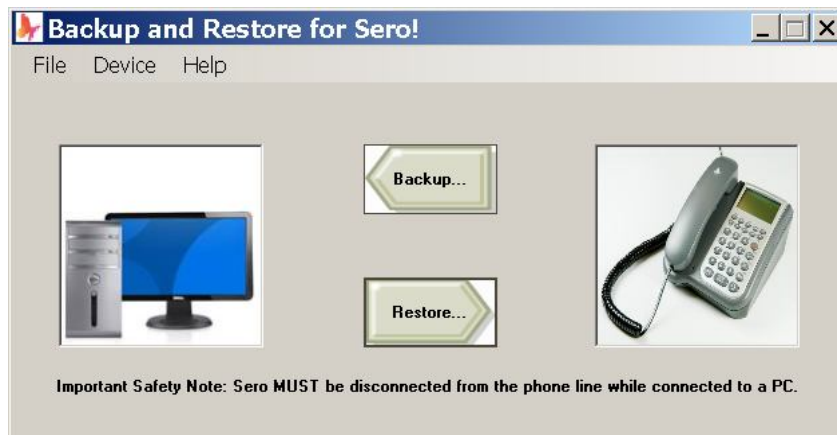 Backup and Restore for Sero!
File Device Help
Backup...
Restore...
Important Safety Note: Sero MUST be disconnected from the phone line while connected to a PC.